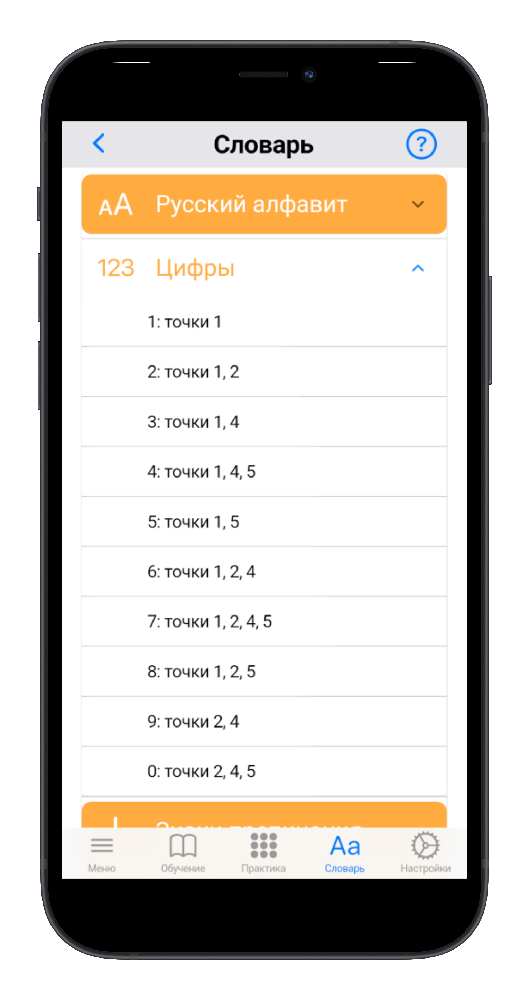 Словарь
?
AA Русский алфавит
123 Цифры
1: точки 1
2: точки 1, 2
3: точки 1, 4
4: точки 1, 4, 5
5: точки 1, 5
6: точки 1, 2, 4
7: точки 1, 2, 4, 5
8: точки 1, 2, 5
9: точки 2, 4
0: точки 2, 4, 5
Меню Обучение Практика Aa Словарь Настройки